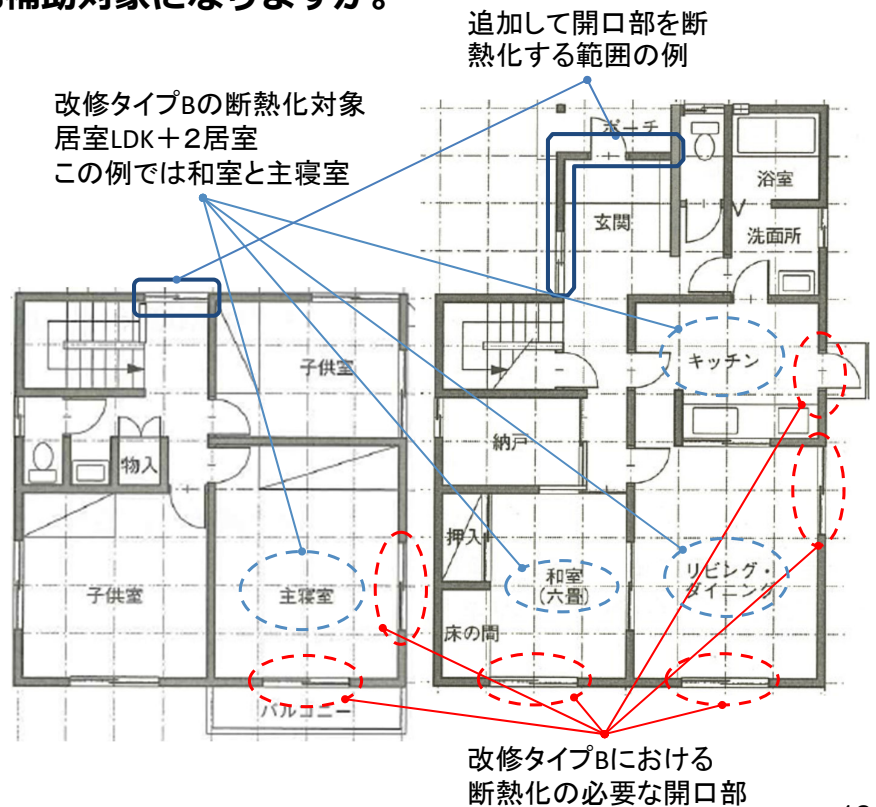 補助対象になりますか。
追加して開口部を断
熱化する範囲の例
改修タイプBの断熱化対象
居室LDK+2居室
この例では和室と主寝室
ポーチ
浴室
玄関
洗面所
子供室
キッチン
物入
納戸
押入
和室
(六畳)
リビング・
ダイニング
子供室
主寝室
床の間
バルコニー
改修タイプBにおける
断熱化の必要な開口部